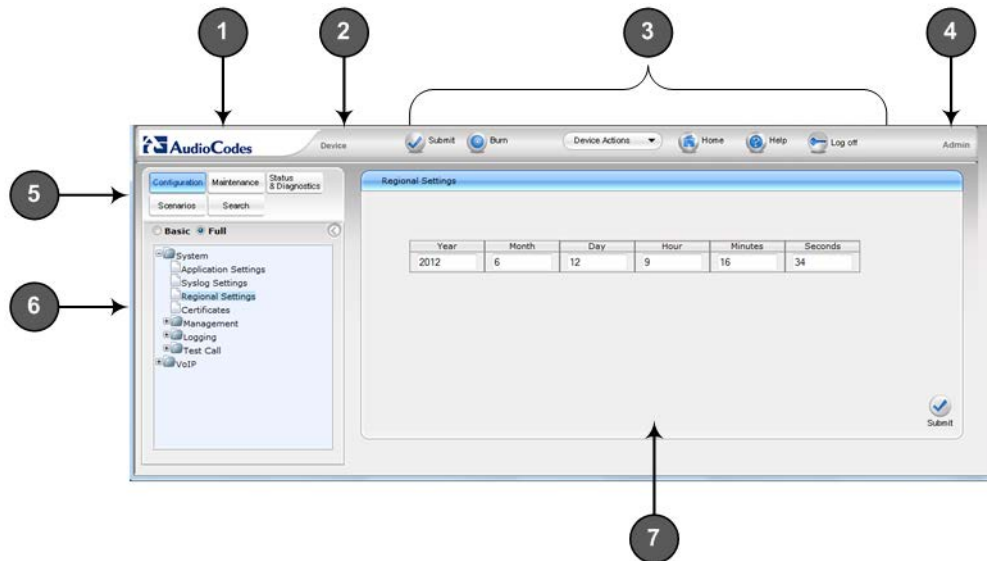 1
2
3
4
AudioCodes
Device
Submit
Burn
Device Actions
Home
Help
Log off
Admin
5
Configuration
Maintenance
Status & Diagnostics
Scenarios
Search
Basic
Full
System
Application Settings
Syslog Settings
Regional Settings
Certificates
Management
Logging
Test Call
VoIP
6
Regional Settings
Year Month Day Hour Minutes Seconds
2012 6 12 9 16 34
Submit
7